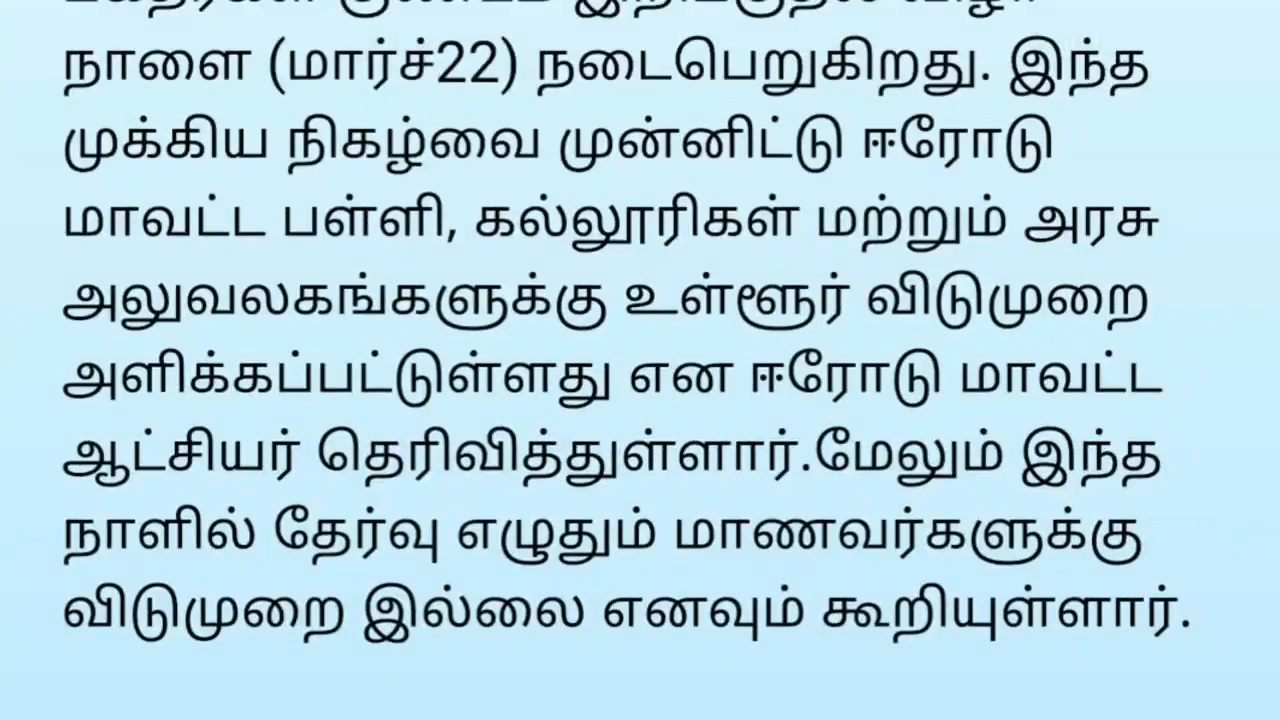 நாளை (மார்ச்22) நடைபெறுகிறது. இந்த
முக்கிய நிகழ்வை முன்னிட்டு ஈரோடு
மாவட்ட பள்ளி, கல்லூரிகள் மற்றும் அரசு
அலுவலகங்களுக்கு உள்ளூர் விடுமுறை
அளிக்கப்பட்டுள்ளது என ஈரோடு மாவட்ட
ஆட்சியர் தெரிவித்துள்ளார்.மேலும் இந்த
நாளில் தேர்வு எழுதும் மாணவர்களுக்கு
விடுமுறை இல்லை எனவும் கூறியுள்ளார்.